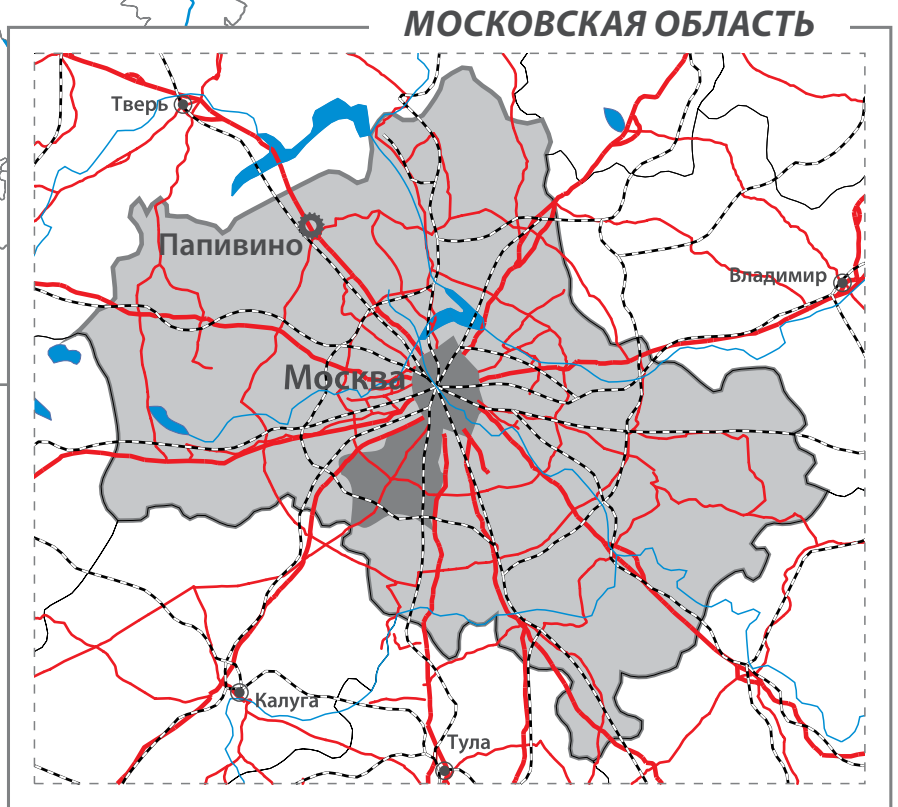 МОСКОВСКАЯ ОБЛАСТЬ
Тверь
Папивино
Владимир
Москва
Калуга
Тула